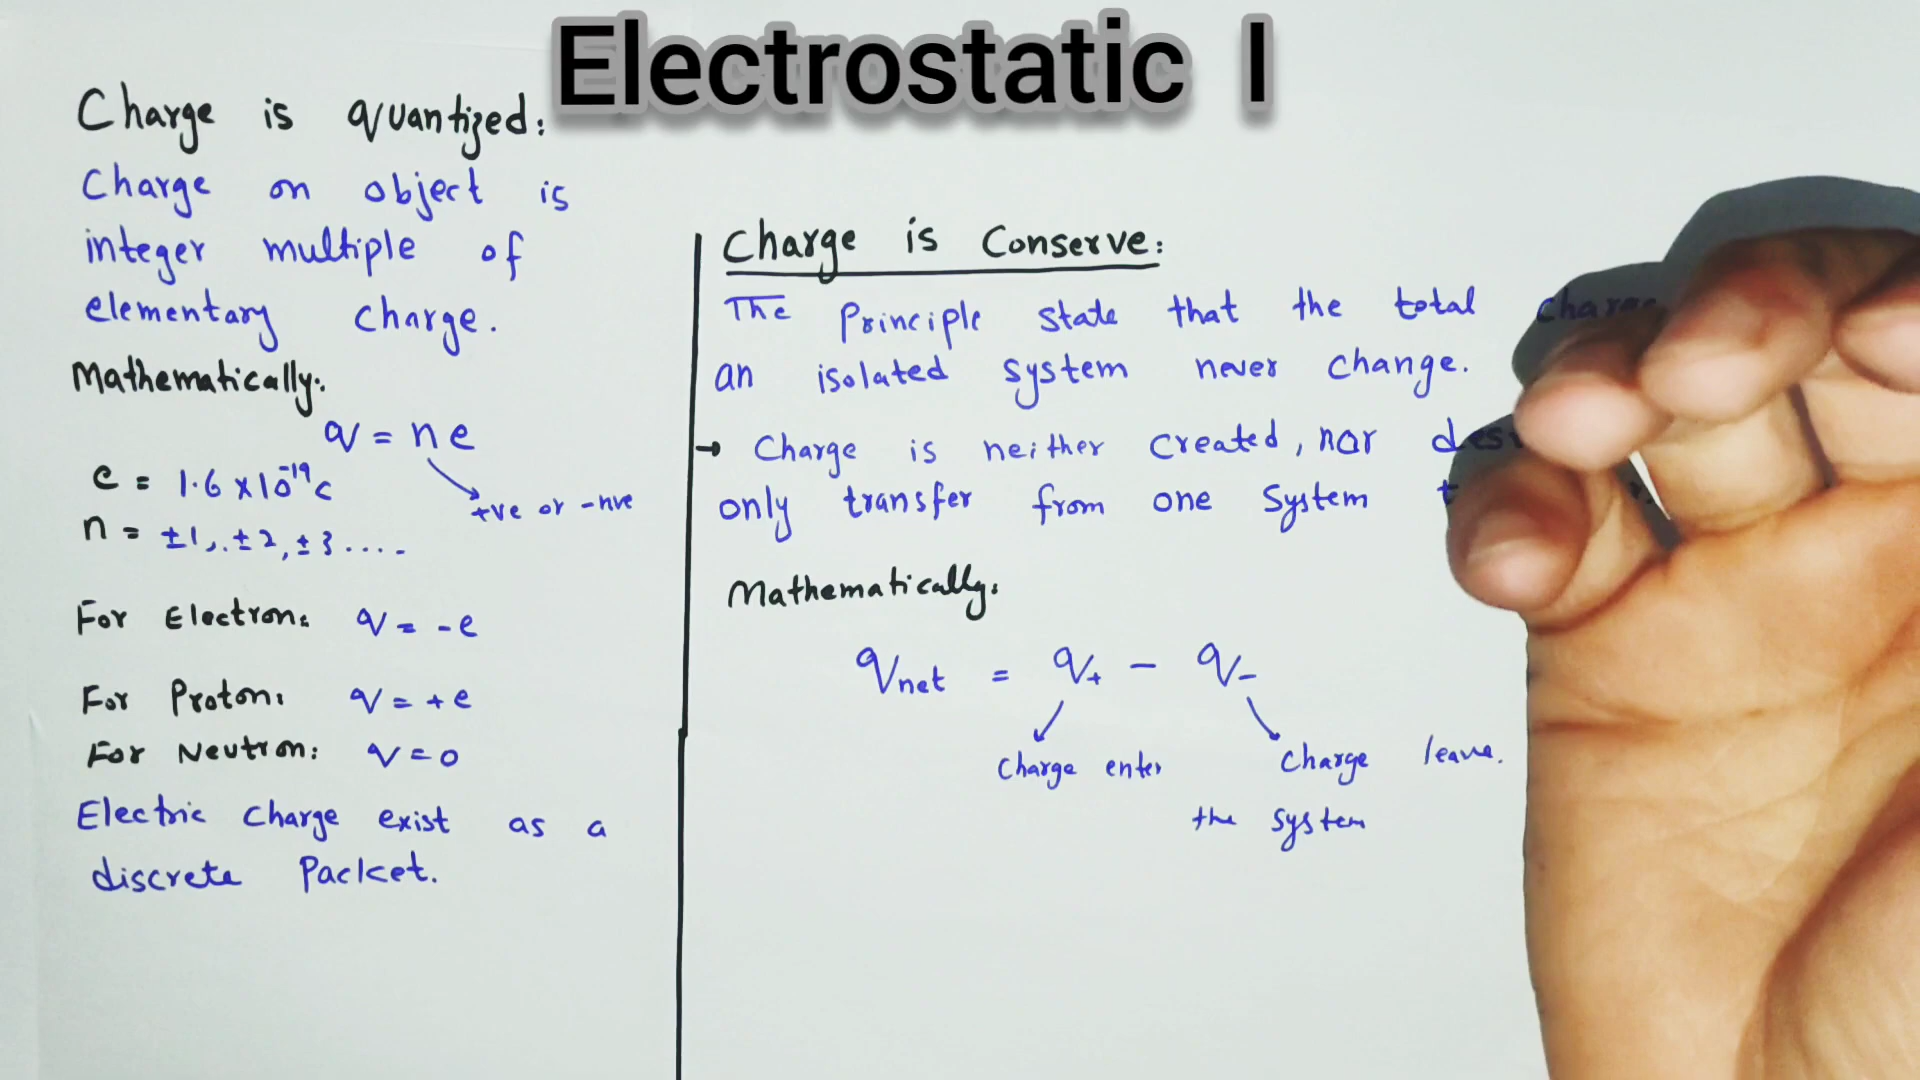 Electrostatic I
Charge is quantized:
Charge on object is
integer multiple of
elementary charge.
Mathematically:
q = ne
+ve or -nve
e = 1.6 x 10⁻¹⁹ c
n = ±1, ±2, ±3 ....
For Electron: q = -e
For Proton: q = +e
For Neutron: q = 0
Electric charge exist as a
discrete Packet.
Charge is Conserve:
The Principle state that the total
an isolated system never change.
→ Charge is neither created, nor
only transfer from one System
Mathematically:
qnet = q+ - q-
Charge enter
Charge leave.
the system